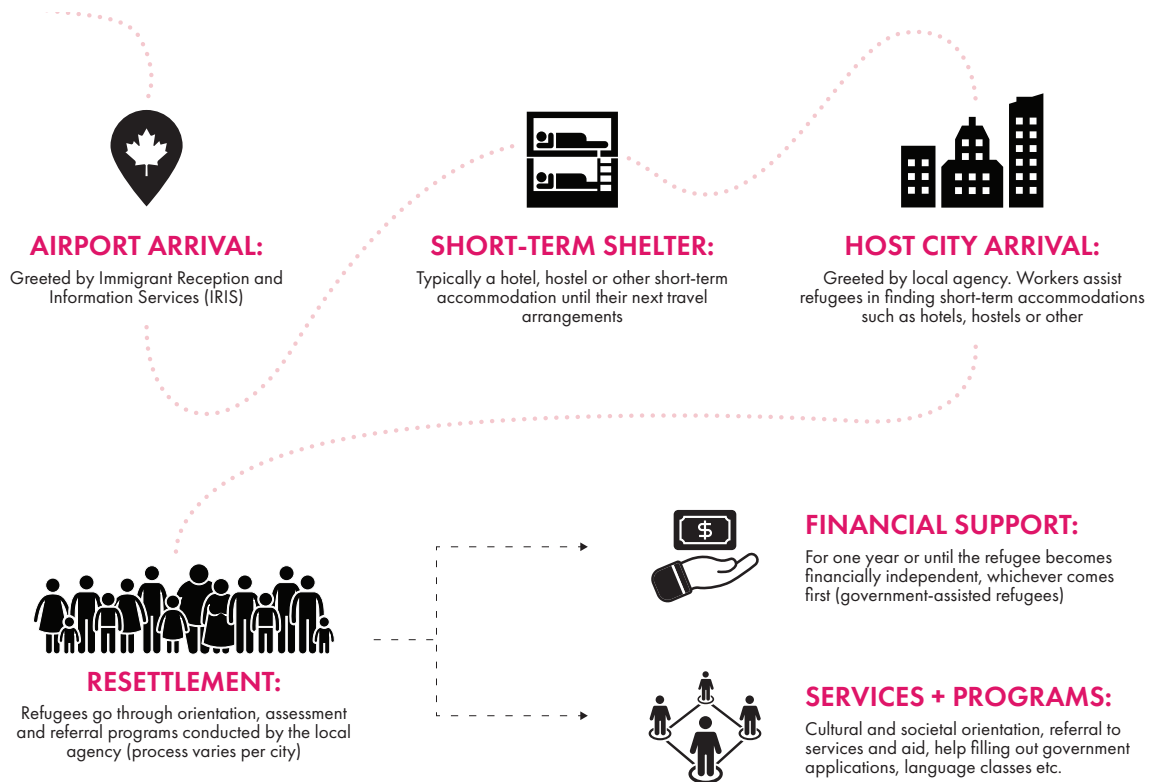 AIRPORT ARRIVAL:
Greeted by Immigrant Reception and
Information Services (IRIS)
SHORT-TERM SHELTER:
Typically a hotel, hostel or other short-term
accommodation until their next travel
arrangements
HOST CITY ARRIVAL:
Greeted by local agency. Workers assist
refugees in finding short-term accommodations
such as hotels, hostels or other
RESETTLEMENT:
Refugees go through orientation, assessment
and referral programs conducted by the local
agency (process varies per city)
$
FINANCIAL SUPPORT:
For one year or until the refugee becomes
financially independent, whichever comes
first (government-assisted refugees)
SERVICES + PROGRAMS:
Cultural and societal orientation, referral to
services and aid, help filling out government
applications, language classes etc.